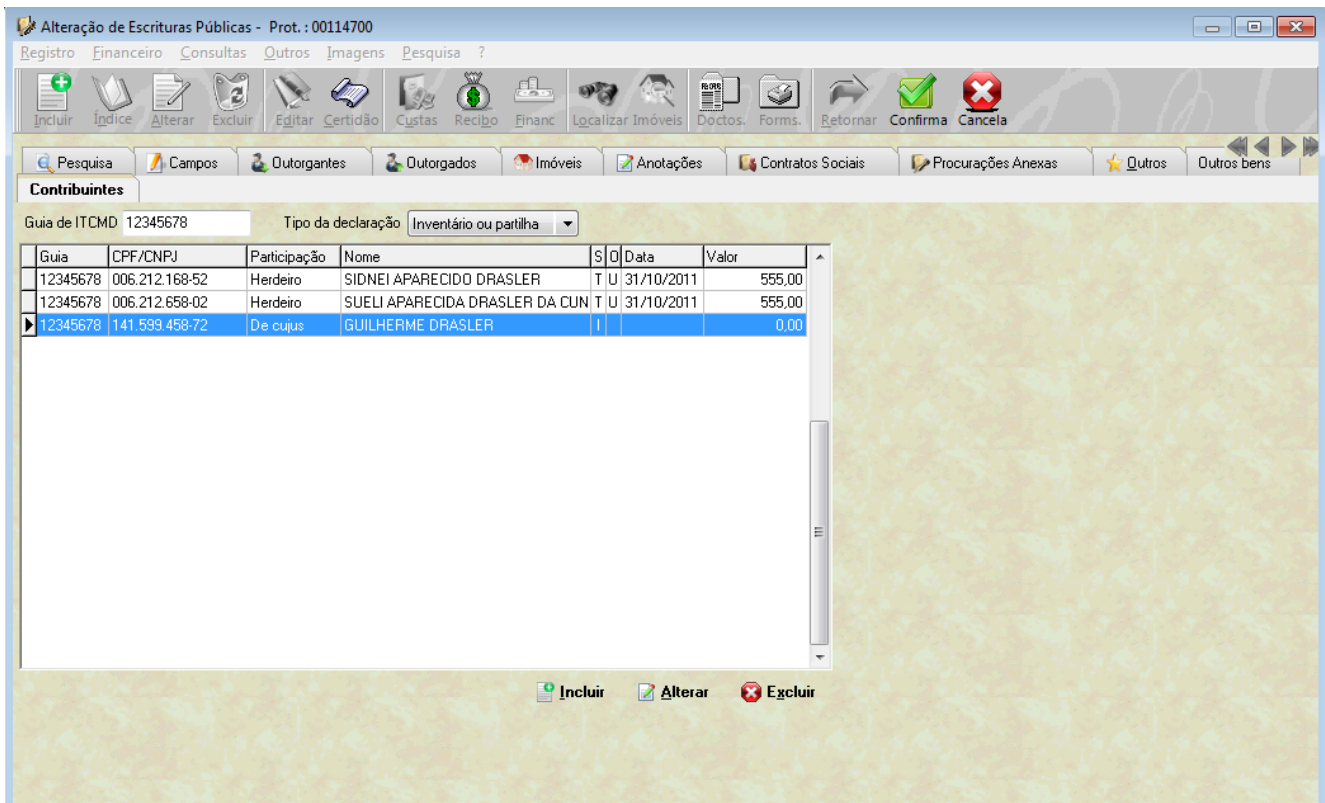 Alteração de Escrituras Públicas - Prot. : 00114700
Registro Financeiro Consultas Outros Imagens Pesquisa ?
Incluir Índice Alterar Excluir Editar Certidão Custas Recibo Financ Localizar Imóveis Doctos. Forms. Retornar Confirma Cancela
Pesquisa Campos Outorgantes Outorgados Imóveis Anotações Contratos Sociais Procurações Anexas Outros Outros bens
Contribuintes
Guia de ITCMD 12345678 Tipo da declaração Inventário ou partilha
Guia CPF/CNPJ Participação Nome S O Data Valor
12345678 006.212.168-52 Herdeiro SIDNEI APARECIDO DRASLER T U 31/10/2011 555,00
12345678 006.212.658-02 Herdeiro SUELI APARECIDA DRASLER DA CUN T U 31/10/2011 555,00
12345678 141.599.458-72 De cujus GUILHERME DRASLER I 0,00
Incluir Alterar Excluir